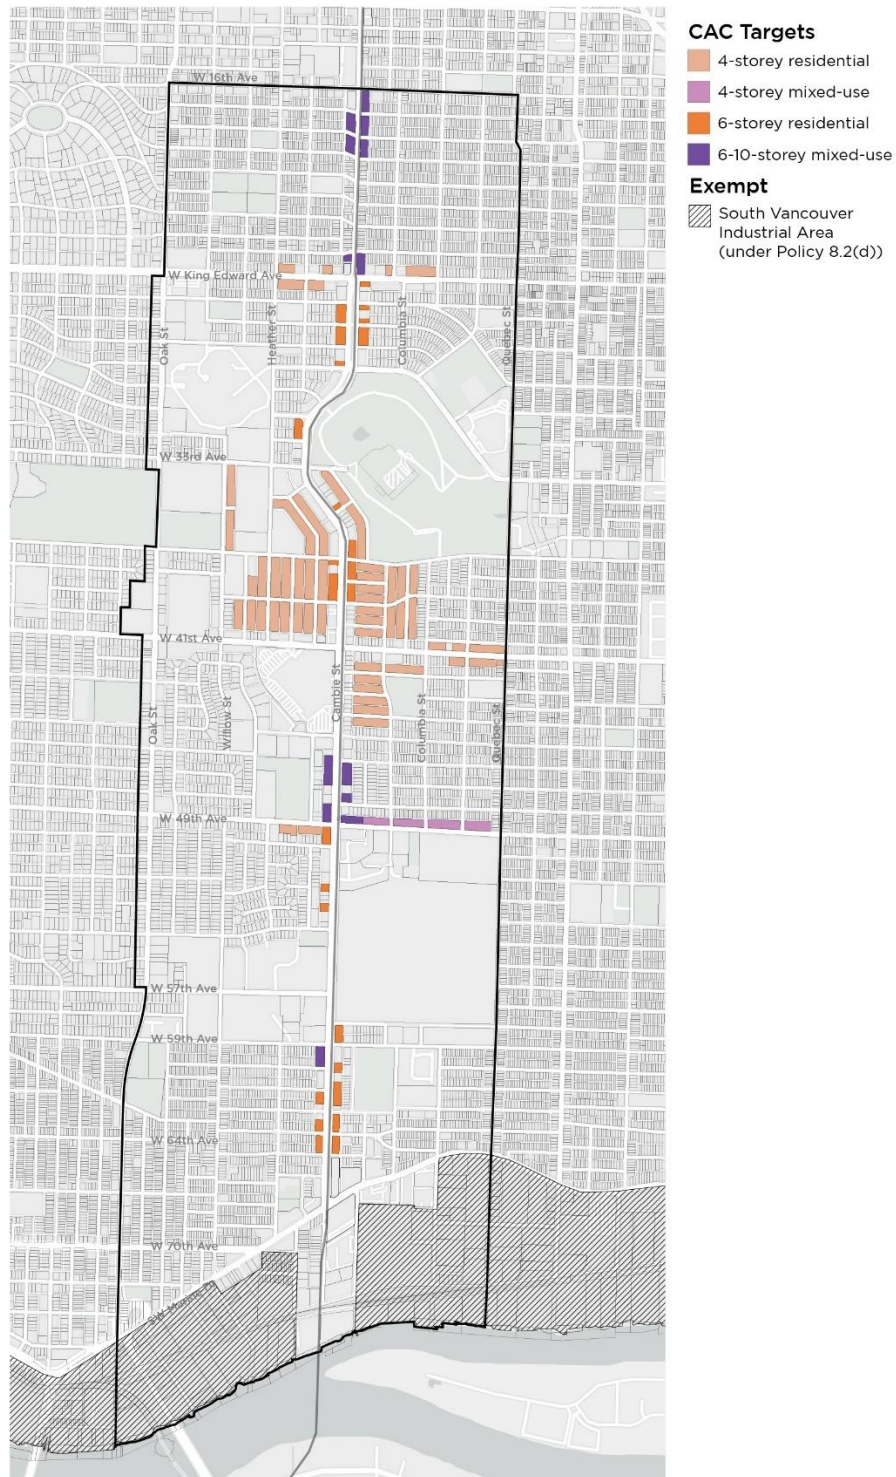 CAC Targets
4-storey residential
4-storey mixed-use
6-storey residential
6-10-storey mixed-use
Exempt
South Vancouver
Industrial Area
(under Policy 8.2(d))
W 16th Ave
W King Edward Ave
Oak St
Heather St
Columbia St
Quebec St
W 33rd Ave
W 41st Ave
Oak St
Willow St
Cambie St
Columbia St
Quebec St
W 49th Ave
W 57th Ave
W 59th Ave
W 64th Ave
W 70th Ave
SW Marine Dr